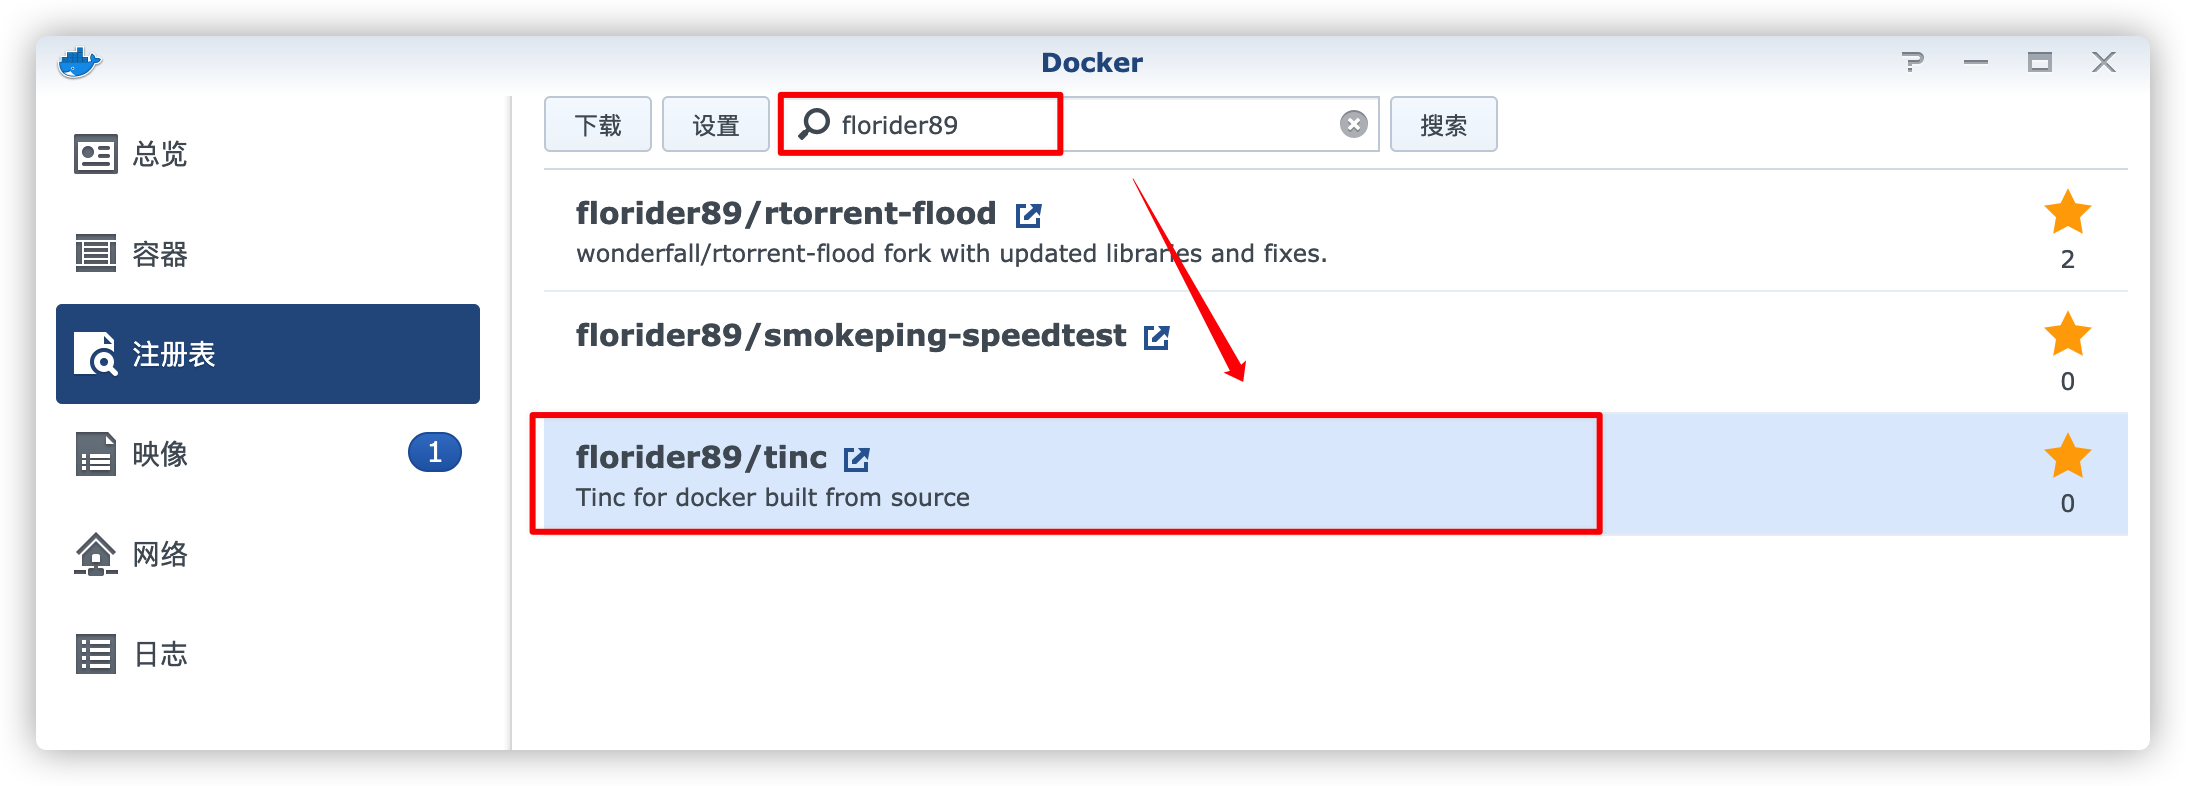 Docker
总览
容器
注册表
映像
1
网络
日志
下载
设置
florider89
搜索
florider89/rtorrent-flood
wonderfall/rtorrent-flood fork with updated libraries and fixes.
2
florider89/smokeping-speedtest
0
florider89/tinc
Tinc for docker built from source
0